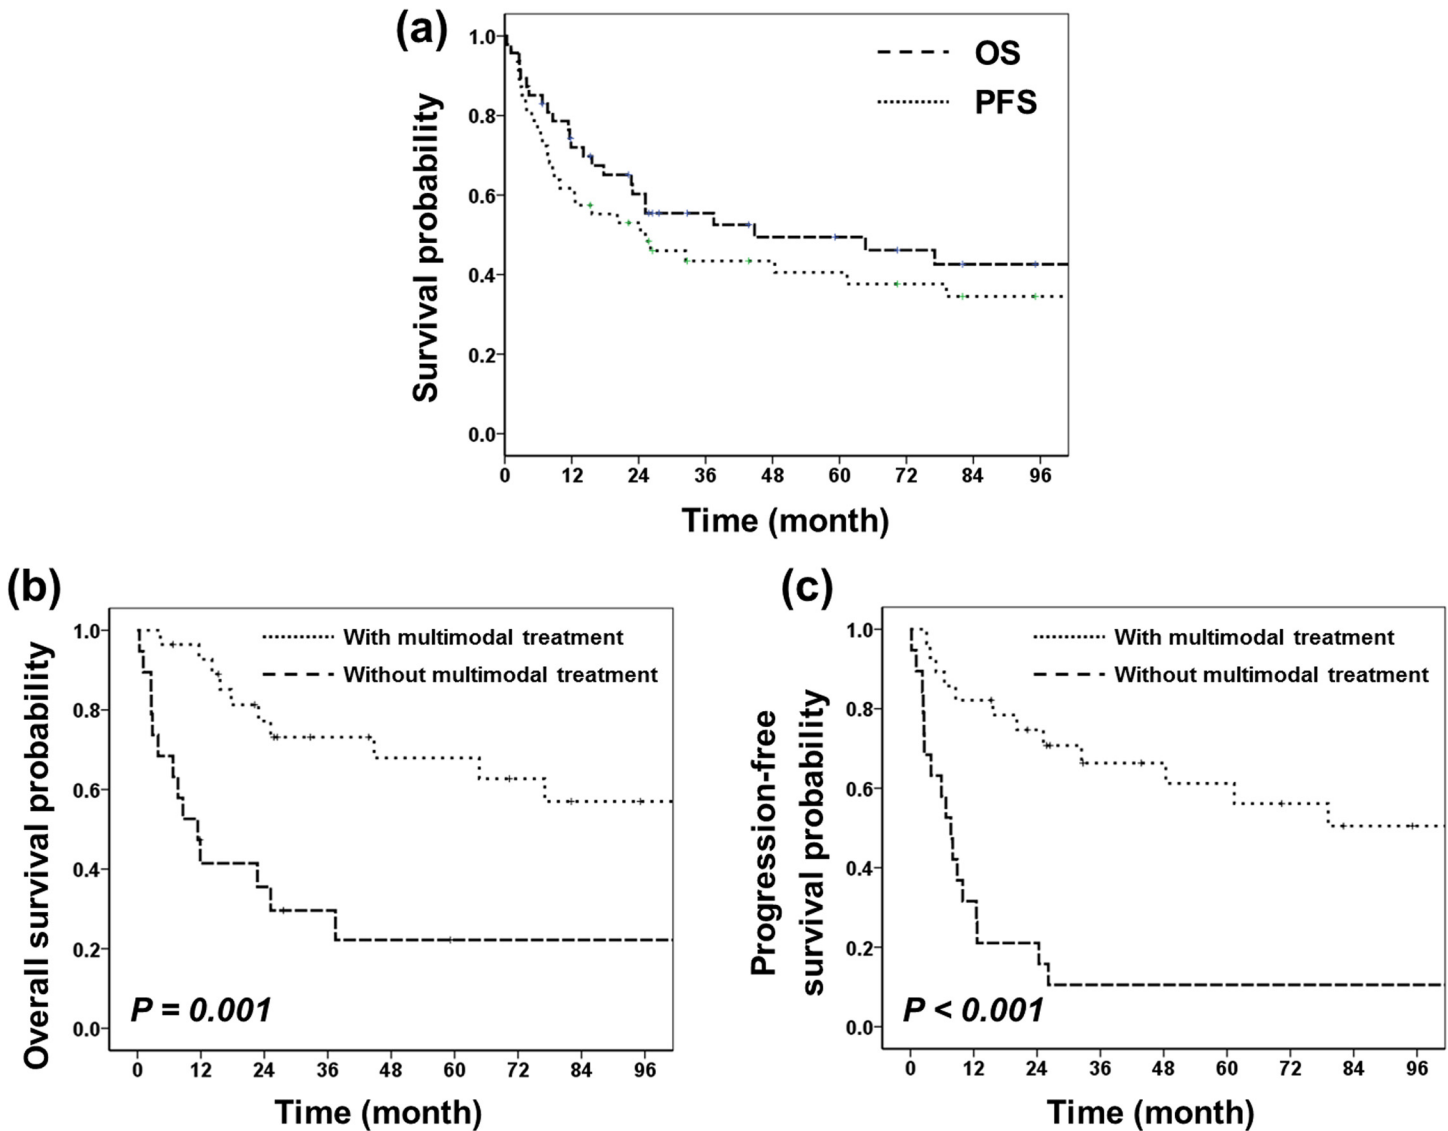 (a)
OS
PFS
Survival probability
1.0
0.8
0.6
0.4
0.2
0.0
0 12 24 36 48 60 72 84 96
Time (month)
(b)
With multimodal treatment
Without multimodal treatment
Overall survival probability
1.0
0.8
0.6
0.4
0.2
0.0
P = 0.001
0 12 24 36 48 60 72 84 96
Time (month)
(c)
With multimodal treatment
Without multimodal treatment
Progression-free
survival probability
1.0
0.8
0.6
0.4
0.2
0.0
P < 0.001
0 12 24 36 48 60 72 84 96
Time (month)